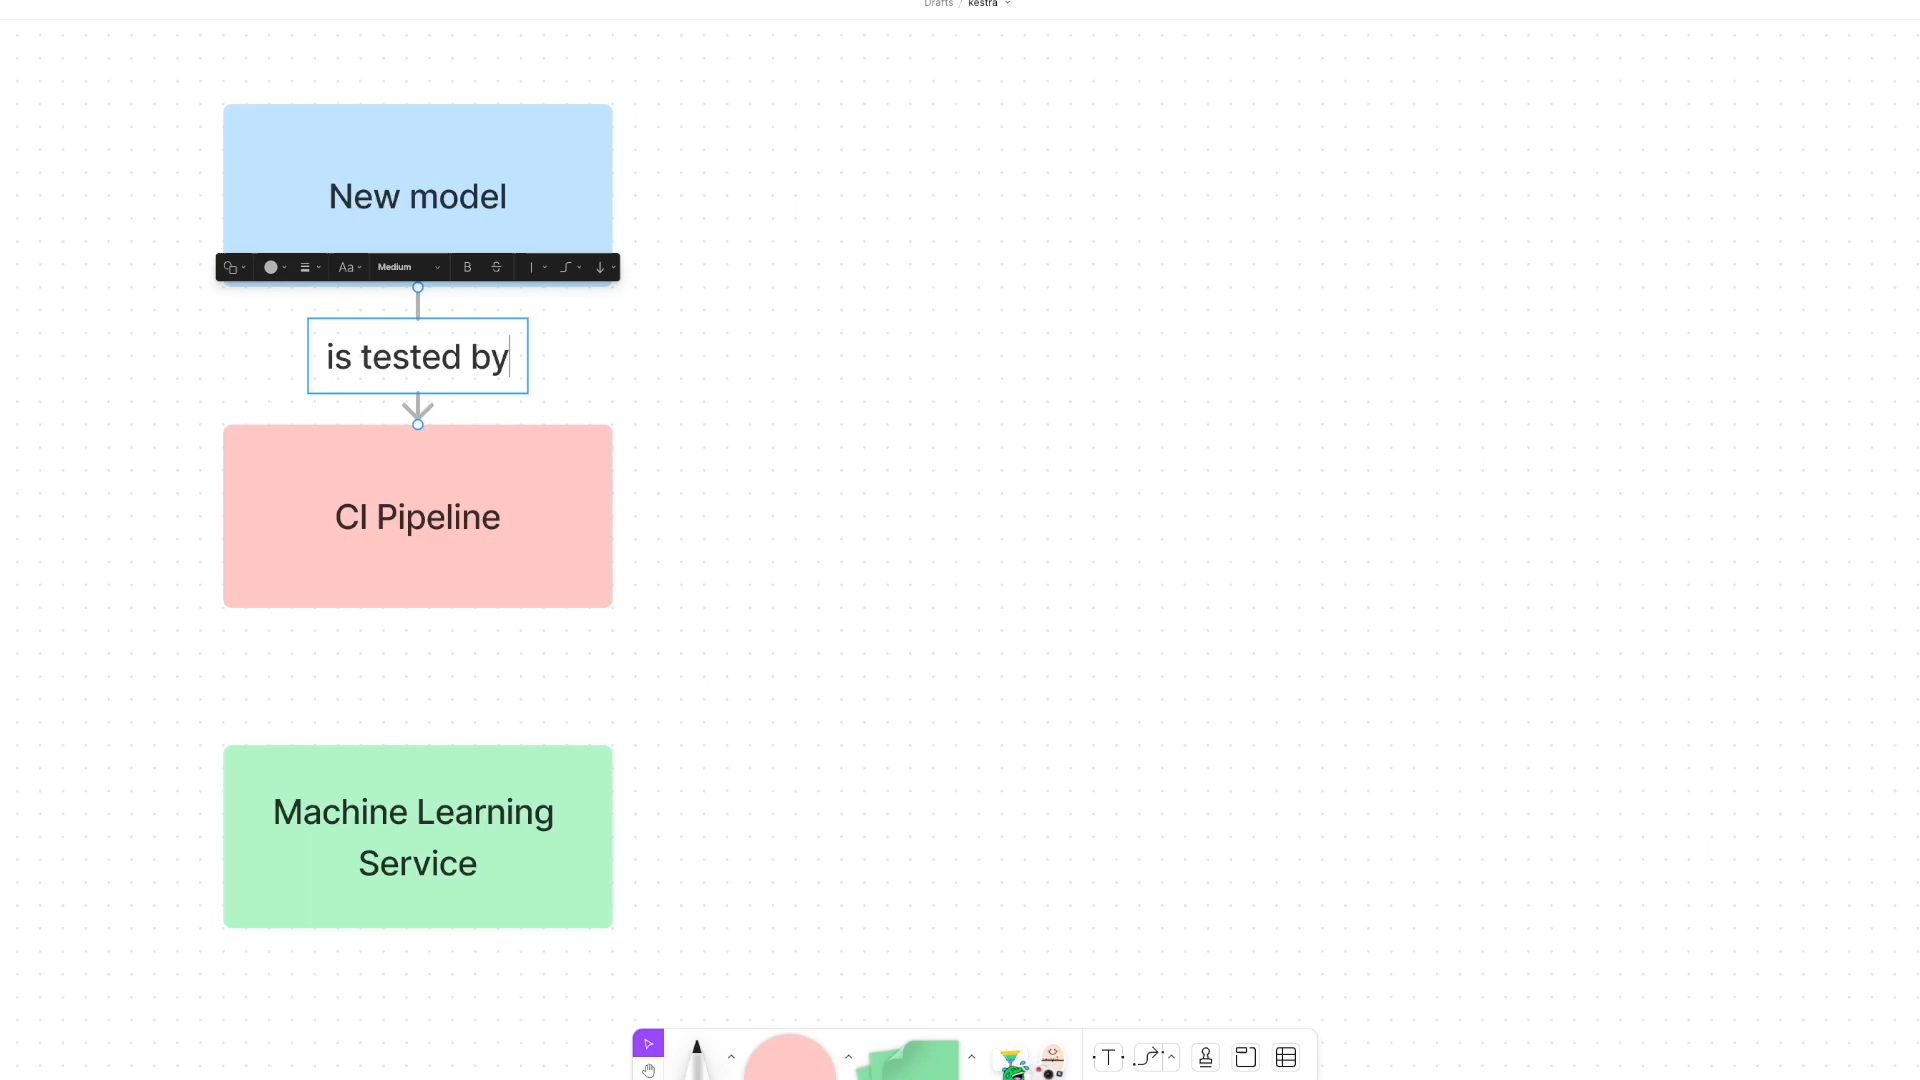 Drafts / kestra
New model
Aa Medium B S
is tested by
CI Pipeline
Machine Learning
Service
T